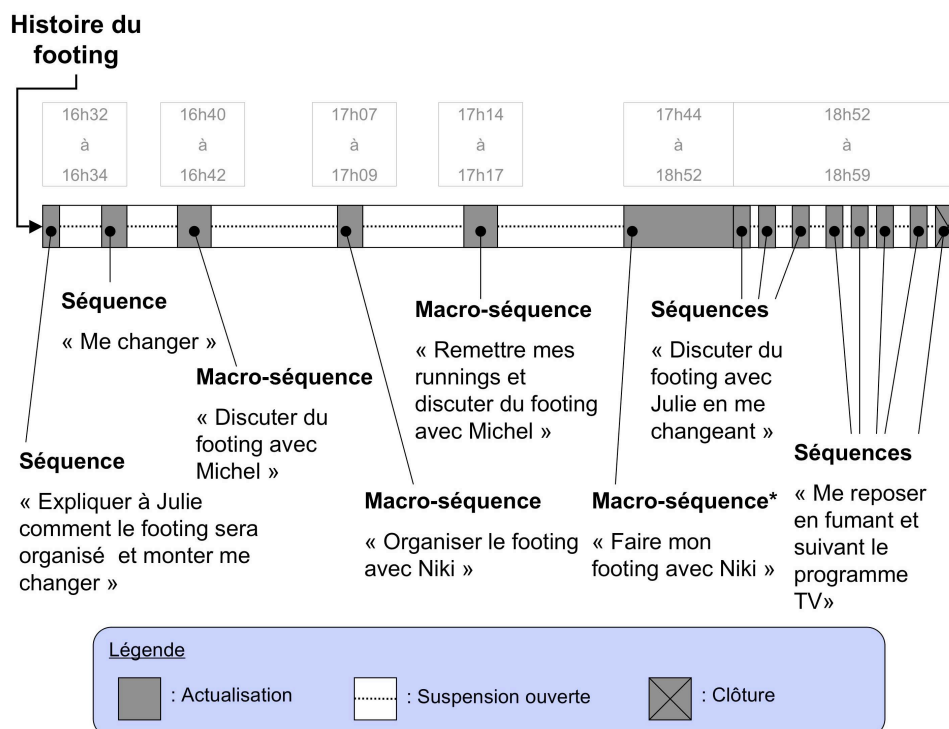 Histoire du
footing
16h32
à
16h34
16h40
à
16h42
17h07
à
17h09
17h14
à
17h17
17h44
à
18h52
18h52
à
18h59
Séquence
« Me changer »
Macro-séquence
« Discuter du
footing avec
Michel »
Macro-séquence
« Remettre mes
runnings et
discuter du footing
avec Michel »
Séquences
« Discuter du
footing avec
Julie en me
changeant »
Séquence
« Expliquer à Julie
comment le footing sera
organisé et monter me
changer »
Macro-séquence
« Organiser le footing
avec Niki »
Macro-séquence*
« Faire mon
footing avec Niki »
Séquences
« Me reposer
en fumant et
suivant le
programme
TV»
Légende
: Actualisation
: Suspension ouverte
: Clôture